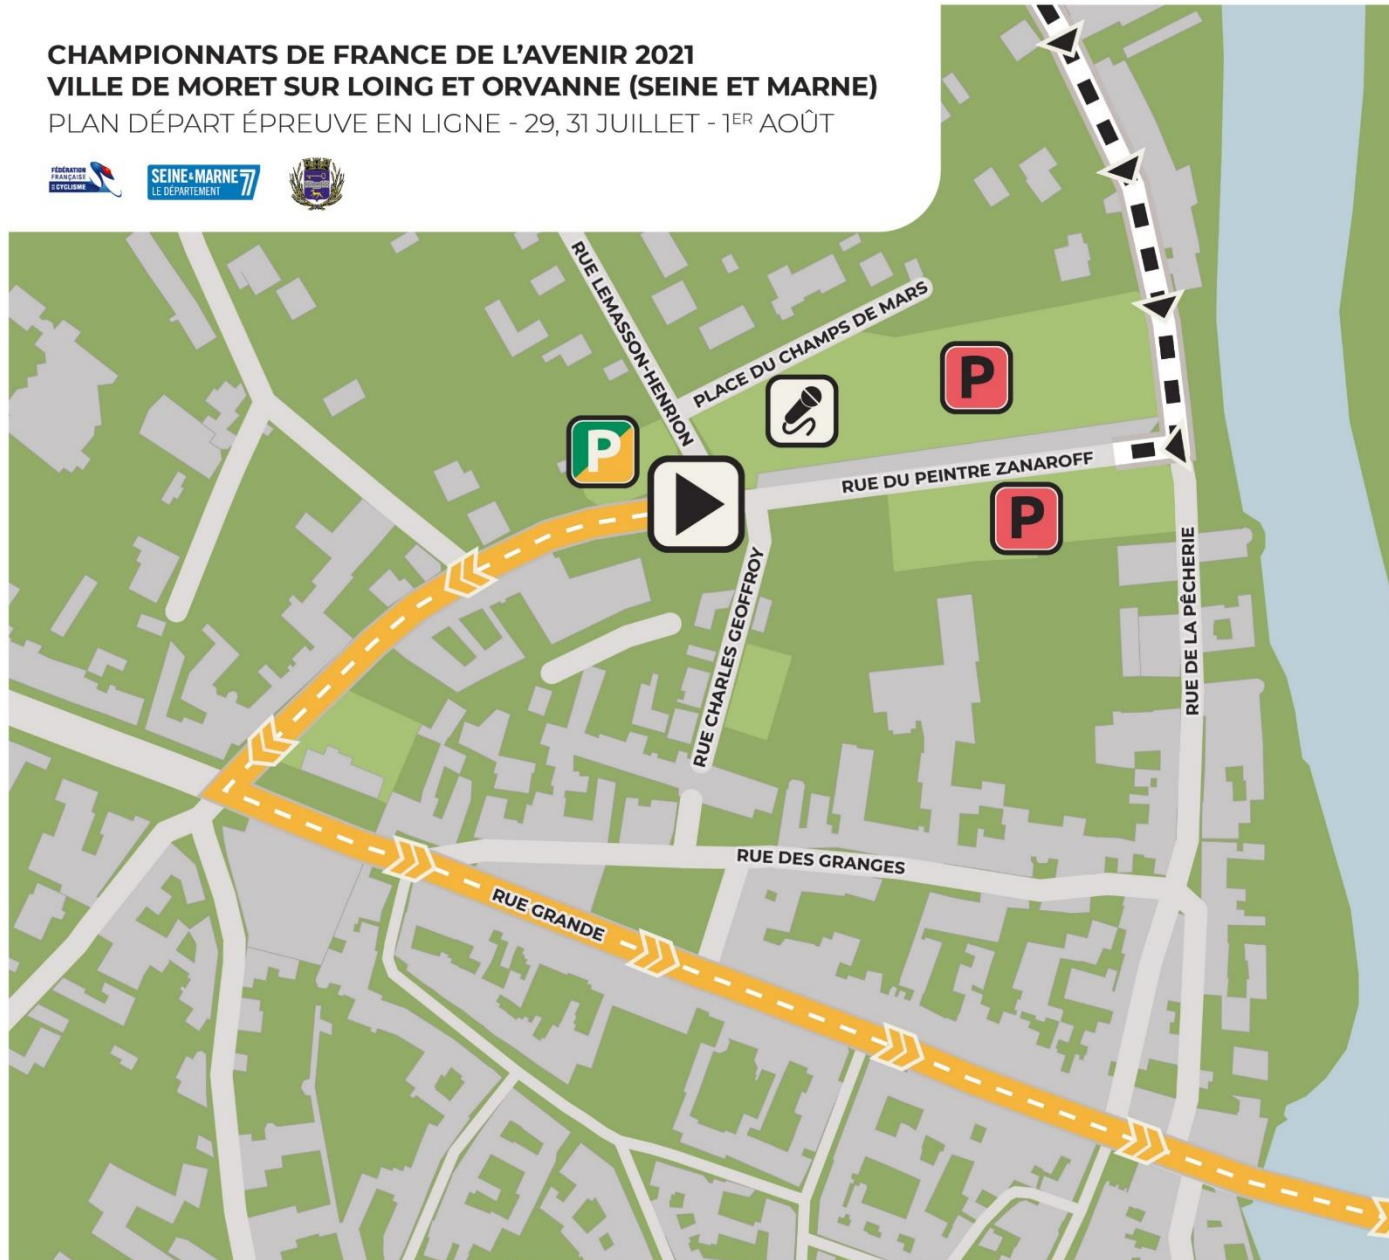 CHAMPIONNATS DE FRANCE DE L'AVENIR 2021
VILLE DE MORET SUR LOING ET ORVANNE (SEINE ET MARNE)
PLAN DÉPART ÉPREUVE EN LIGNE - 29, 31 JUILLET - 1ER AOÛT
FÉDÉRATION
FRANÇAISE
DE CYCLISME
SEINE&MARNE 77
LE DÉPARTEMENT
RUE LEMASSON-HENRION
PLACE DU CHAMPS DE MARS
P
P
RUE DU PEINTRE ZANAROFF
P
RUE CHARLES GEOFFROY
RUE DE LA PÊCHERIE
RUE DES GRANGES
RUE GRANDE